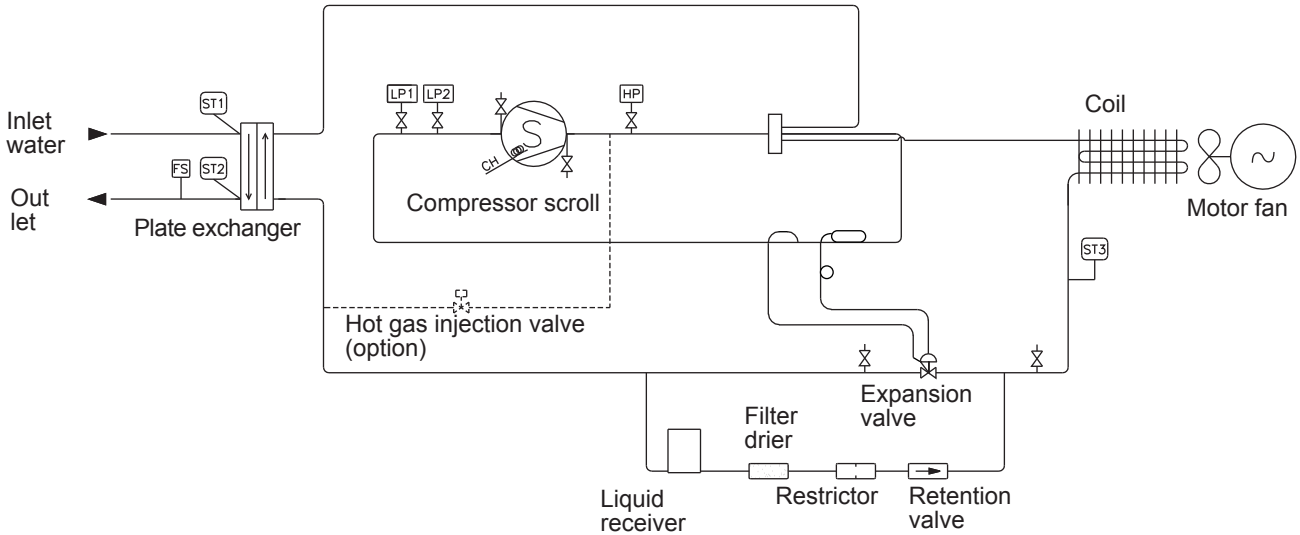 LP1
LP2
HP
Coil
ST1
Inlet
water
S
CH
FS
ST2
Out
let
Plate exchanger
Compressor scroll
~
Motor fan
ST3
Hot gas injection valve
(option)
Expansion
valve
Filter
drier
Liquid
receiver
Restrictor
Retention
valve